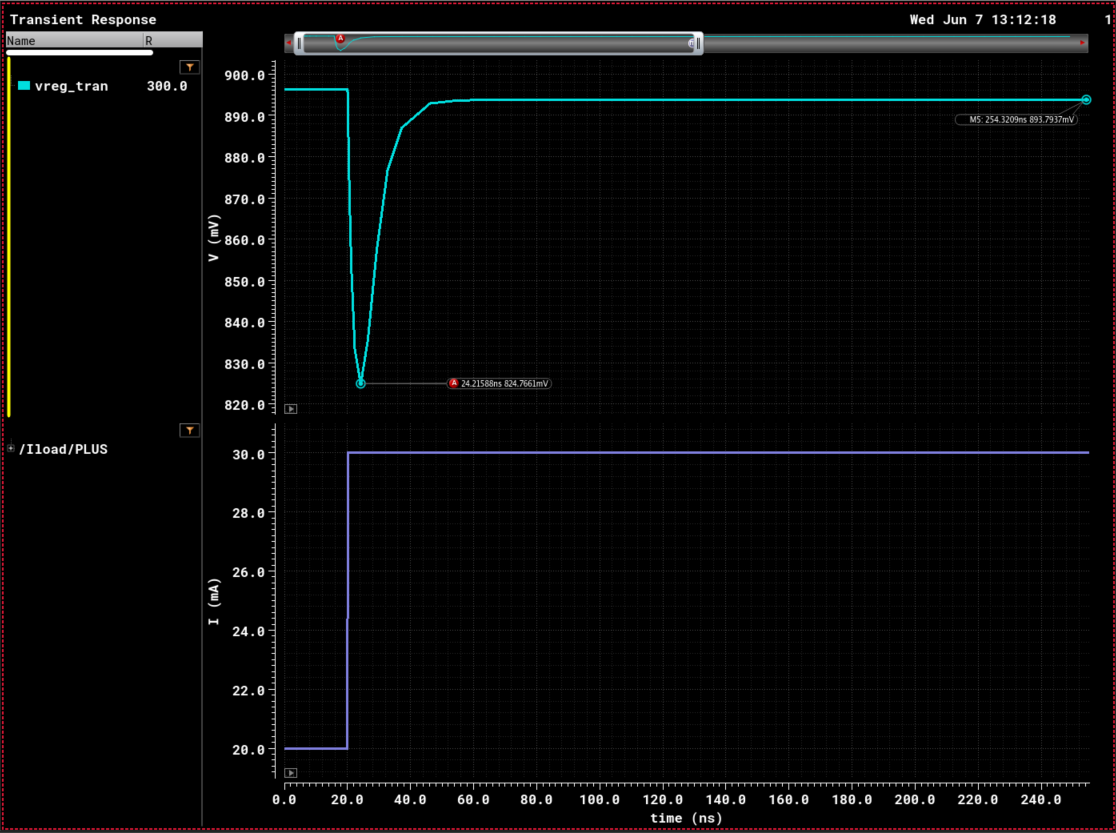 Transient Response
Wed Jun 7 13:12:18 1
Name R
vreg_tran 300.0
A
900.0
890.0
880.0
870.0
860.0
850.0
840.0
830.0
820.0
V (mV)
M5: 254.3209ns 893.7937mV
A 24.21588ns 824.7661mV
/Iload/PLUS
30.0
28.0
26.0
24.0
22.0
20.0
I (mA)
0.0 20.0 40.0 60.0 80.0 100.0 120.0 140.0 160.0 180.0 200.0 220.0 240.0
time (ns)